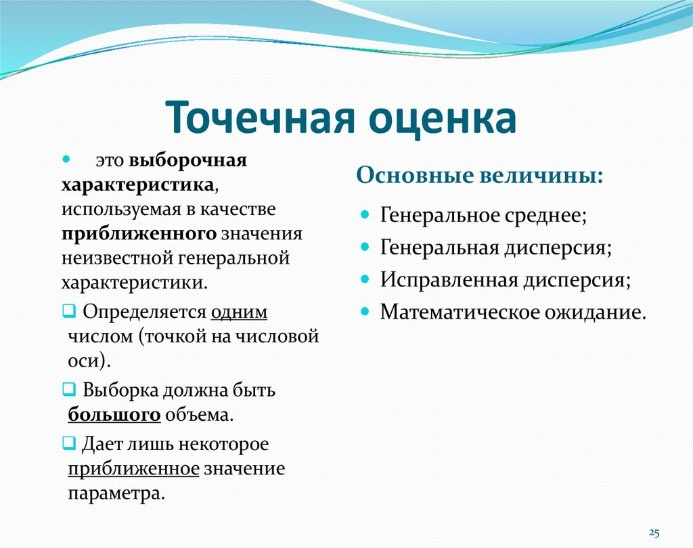 Точечная оценка
это выборочная
характеристика,
используемая в качестве
приближенного значения
неизвестной генеральной
характеристики.
Определяется одним
числом (точкой на числовой
оси).
Выборка должна быть
большого объема.
Дает лишь некоторое
приближенное значение
параметра.
Основные величины:
Генеральное среднее;
Генеральная дисперсия;
Исправленная дисперсия;
Математическое ожидание.
25